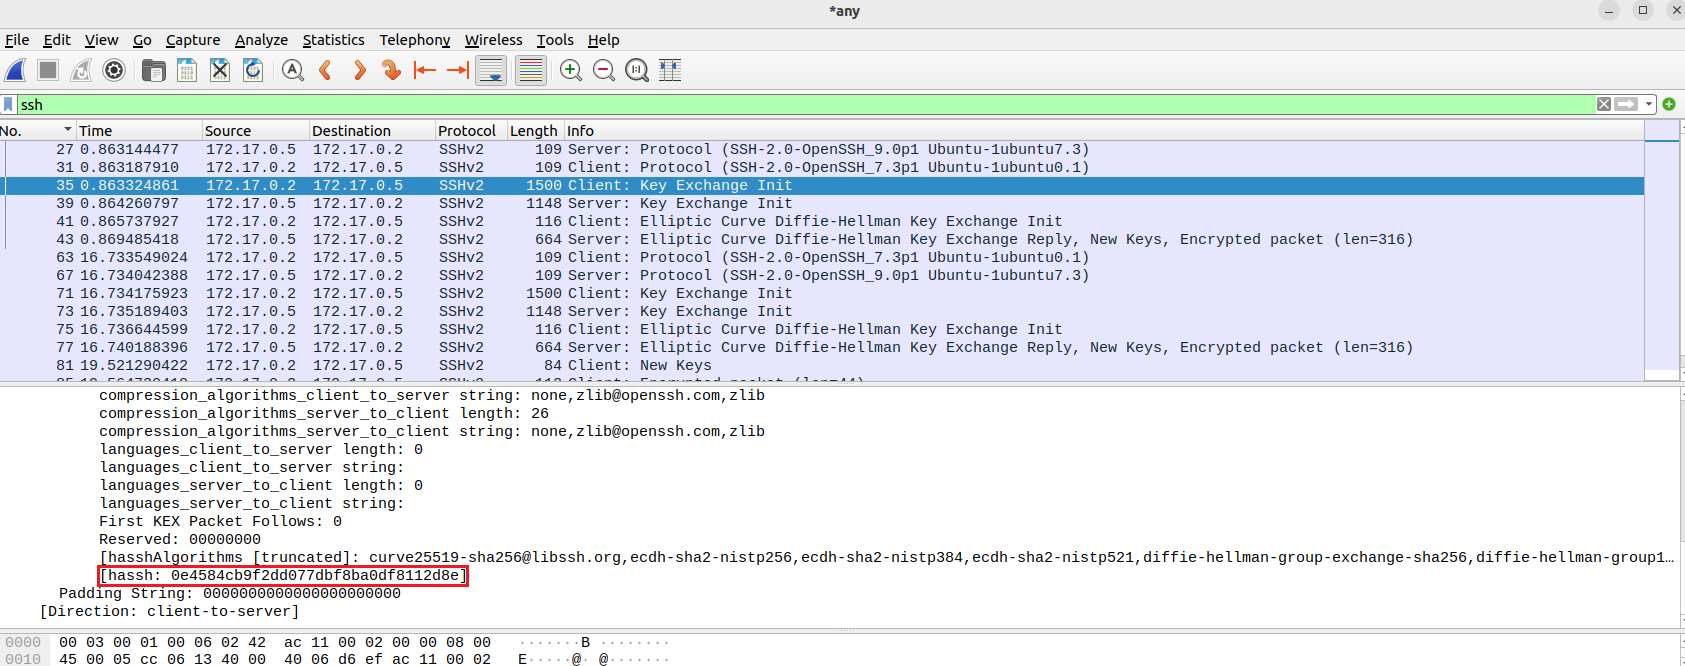 *any
File Edit View Go Capture Analyze Statistics Telephony Wireless Tools Help
ssh
No. Time Source Destination Protocol Length Info
27 0.863144477 172.17.0.5 172.17.0.2 SSHv2 109 Server: Protocol (SSH-2.0-OpenSSH_9.0p1 Ubuntu-1ubuntu7.3)
31 0.863187910 172.17.0.2 172.17.0.5 SSHv2 109 Client: Protocol (SSH-2.0-OpenSSH_7.3p1 Ubuntu-1ubuntu0.1)
35 0.863324861 172.17.0.2 172.17.0.5 SSHv2 1500 Client: Key Exchange Init
39 0.864260797 172.17.0.5 172.17.0.2 SSHv2 1148 Server: Key Exchange Init
41 0.865737927 172.17.0.2 172.17.0.5 SSHv2 116 Client: Elliptic Curve Diffie-Hellman Key Exchange Init
43 0.869485418 172.17.0.5 172.17.0.2 SSHv2 664 Server: Elliptic Curve Diffie-Hellman Key Exchange Reply, New Keys, Encrypted packet (len=316)
63 16.733549024 172.17.0.2 172.17.0.5 SSHv2 109 Client: Protocol (SSH-2.0-OpenSSH_7.3p1 Ubuntu-1ubuntu0.1)
67 16.734042388 172.17.0.5 172.17.0.2 SSHv2 109 Server: Protocol (SSH-2.0-OpenSSH_9.0p1 Ubuntu-1ubuntu7.3)
71 16.734175923 172.17.0.2 172.17.0.5 SSHv2 1500 Client: Key Exchange Init
73 16.735189403 172.17.0.5 172.17.0.2 SSHv2 1148 Server: Key Exchange Init
75 16.736644599 172.17.0.2 172.17.0.5 SSHv2 116 Client: Elliptic Curve Diffie-Hellman Key Exchange Init
77 16.740188396 172.17.0.5 172.17.0.2 SSHv2 664 Server: Elliptic Curve Diffie-Hellman Key Exchange Reply, New Keys, Encrypted packet (len=316)
81 19.521290422 172.17.0.2 172.17.0.5 SSHv2 84 Client: New Keys
compression_algorithms_client_to_server string: none,zlib@openssh.com,zlib
compression_algorithms_server_to_client length: 26
compression_algorithms_server_to_client string: none,zlib@openssh.com,zlib
languages_client_to_server length: 0
languages_client_to_server string:
languages_server_to_client length: 0
languages_server_to_client string:
First KEX Packet Follows: 0
Reserved: 00000000
[hasshAlgorithms [truncated]: curve25519-sha256@libssh.org,ecdh-sha2-nistp256,ecdh-sha2-nistp384,ecdh-sha2-nistp521,diffie-hellman-group-exchange-sha256,diffie-hellman-group1…
[hassh: 0e4584cb9f2dd077dbf8ba0df8112d8e]
Padding String: 0000000000000000000000
[Direction: client-to-server]
0000 00 03 00 01 00 06 02 42 ac 11 00 02 00 00 08 00 ·······B ········
0010 45 00 05 cc 06 13 40 00 40 06 d6 ef ac 11 00 02 E·····@· @·······